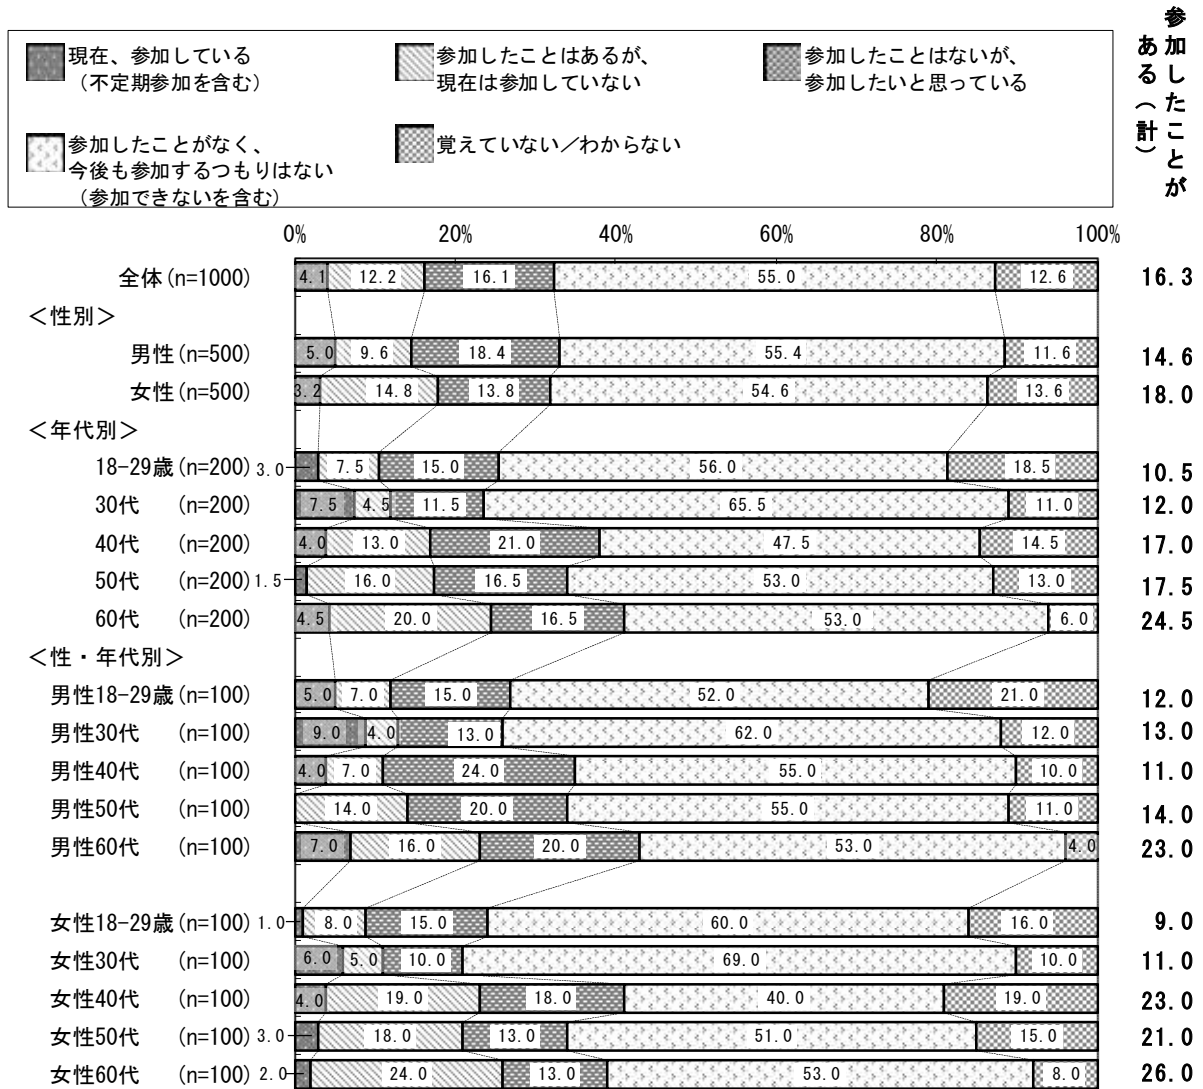 現在、参加している
（不定期参加を含む）
参加したことはあるが、
現在は参加していない
参加したことはないが、
参加したいと思っている
参加したことがなく、
今後も参加するつもりはない
（参加できないを含む）
覚えていない／わからない
参加したことが
ある（計）
0% 20% 40% 60% 80% 100%
全体(n=1000) 4.1 12.2 16.1 55.0 12.6 16.3
＜性別＞
男性(n=500) 5.0 9.6 18.4 55.4 11.6 14.6
女性(n=500) 3.2 14.8 13.8 54.6 13.6 18.0
＜年代別＞
18-29歳(n=200) 3.0 7.5 15.0 56.0 18.5 10.5
30代 (n=200) 7.5 4.5 11.5 65.5 11.0 12.0
40代 (n=200) 4.0 13.0 21.0 47.5 14.5 17.0
50代 (n=200) 1.5 16.0 16.5 53.0 13.0 17.5
60代 (n=200) 4.5 20.0 16.5 53.0 6.0 24.5
＜性・年代別＞
男性18-29歳(n=100) 5.0 7.0 15.0 52.0 21.0 12.0
男性30代 (n=100) 9.0 4.0 13.0 62.0 12.0 13.0
男性40代 (n=100) 4.0 7.0 24.0 55.0 10.0 11.0
男性50代 (n=100) 14.0 20.0 55.0 11.0 14.0
男性60代 (n=100) 7.0 16.0 20.0 53.0 4.0 23.0
女性18-29歳(n=100) 1.0 8.0 15.0 60.0 16.0 9.0
女性30代 (n=100) 6.0 5.0 10.0 69.0 10.0 11.0
女性40代 (n=100) 4.0 19.0 18.0 40.0 19.0 23.0
女性50代 (n=100) 3.0 18.0 13.0 51.0 15.0 21.0
女性60代 (n=100) 2.0 24.0 13.0 53.0 8.0 26.0